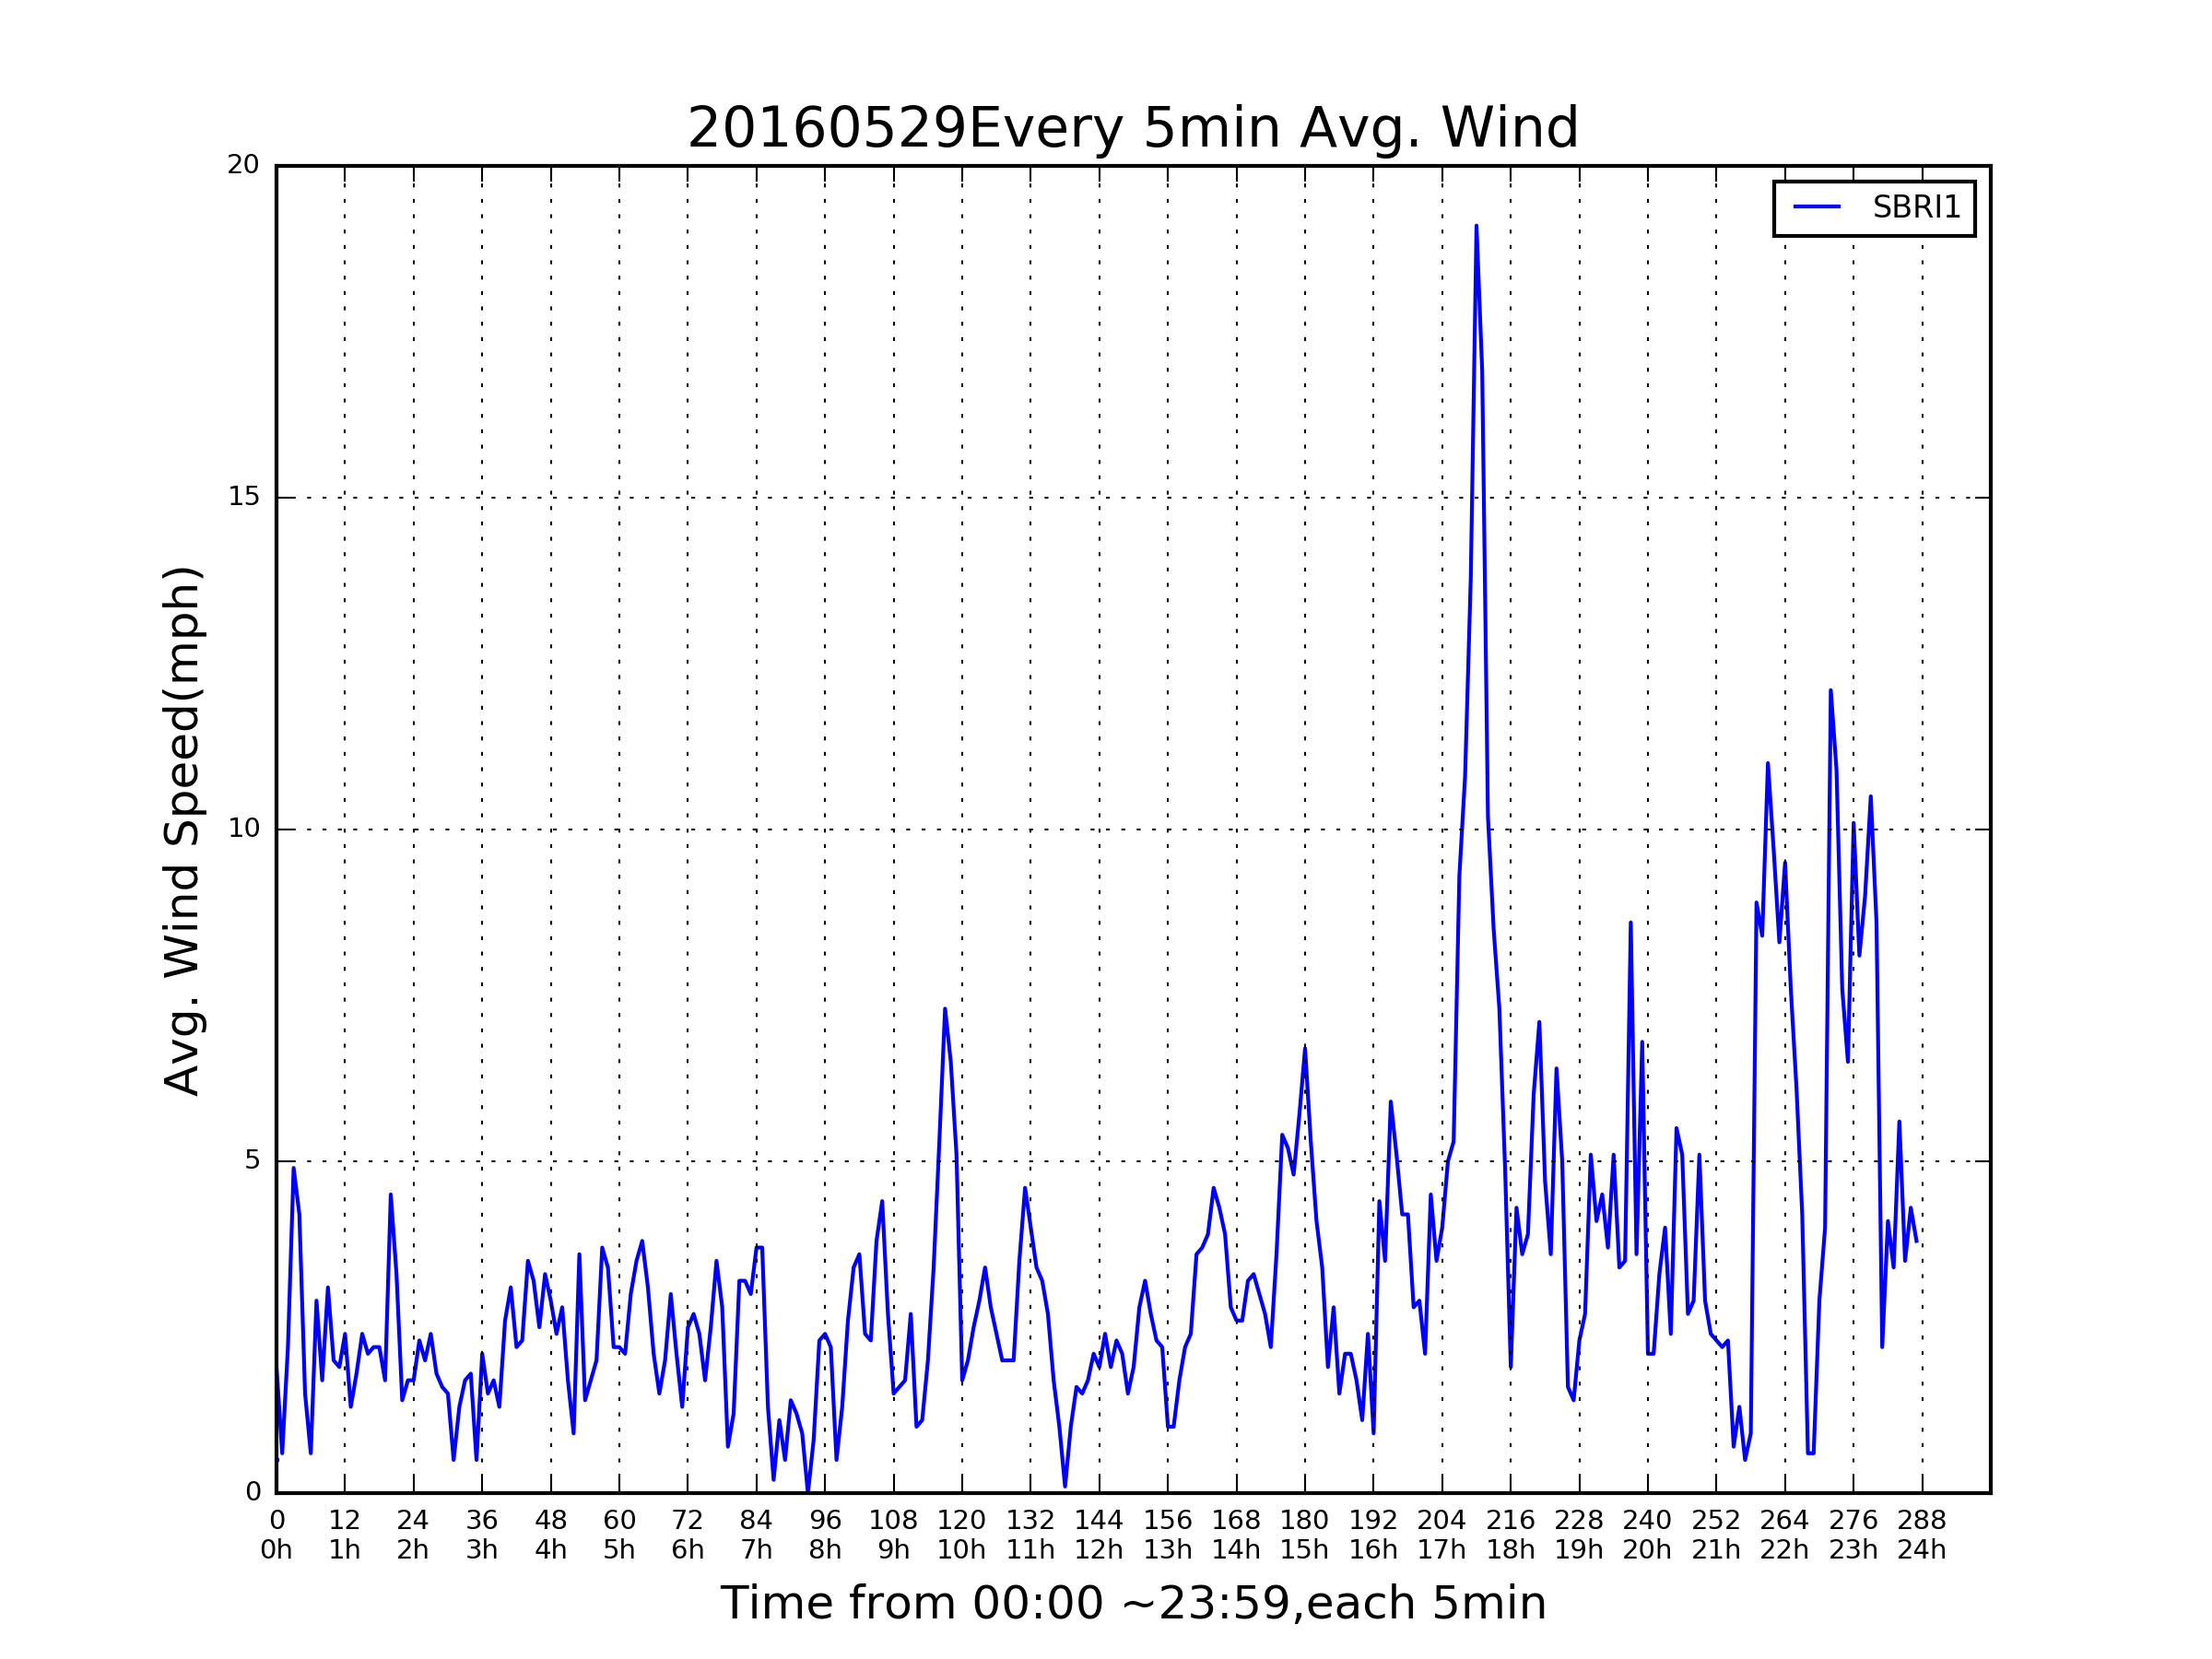 20160529Every 5min Avg. Wind
SBRI1
Avg. Wind Speed(mph)
20
15
10
5
0
0 12 24 36 48 60 72 84 96 108 120 132 144 156 168 180 192 204 216 228 240 252 264 276 288
0h 1h 2h 3h 4h 5h 6h 7h 8h 9h 10h 11h 12h 13h 14h 15h 16h 17h 18h 19h 20h 21h 22h 23h 24h
Time from 00:00 ~23:59,each 5min